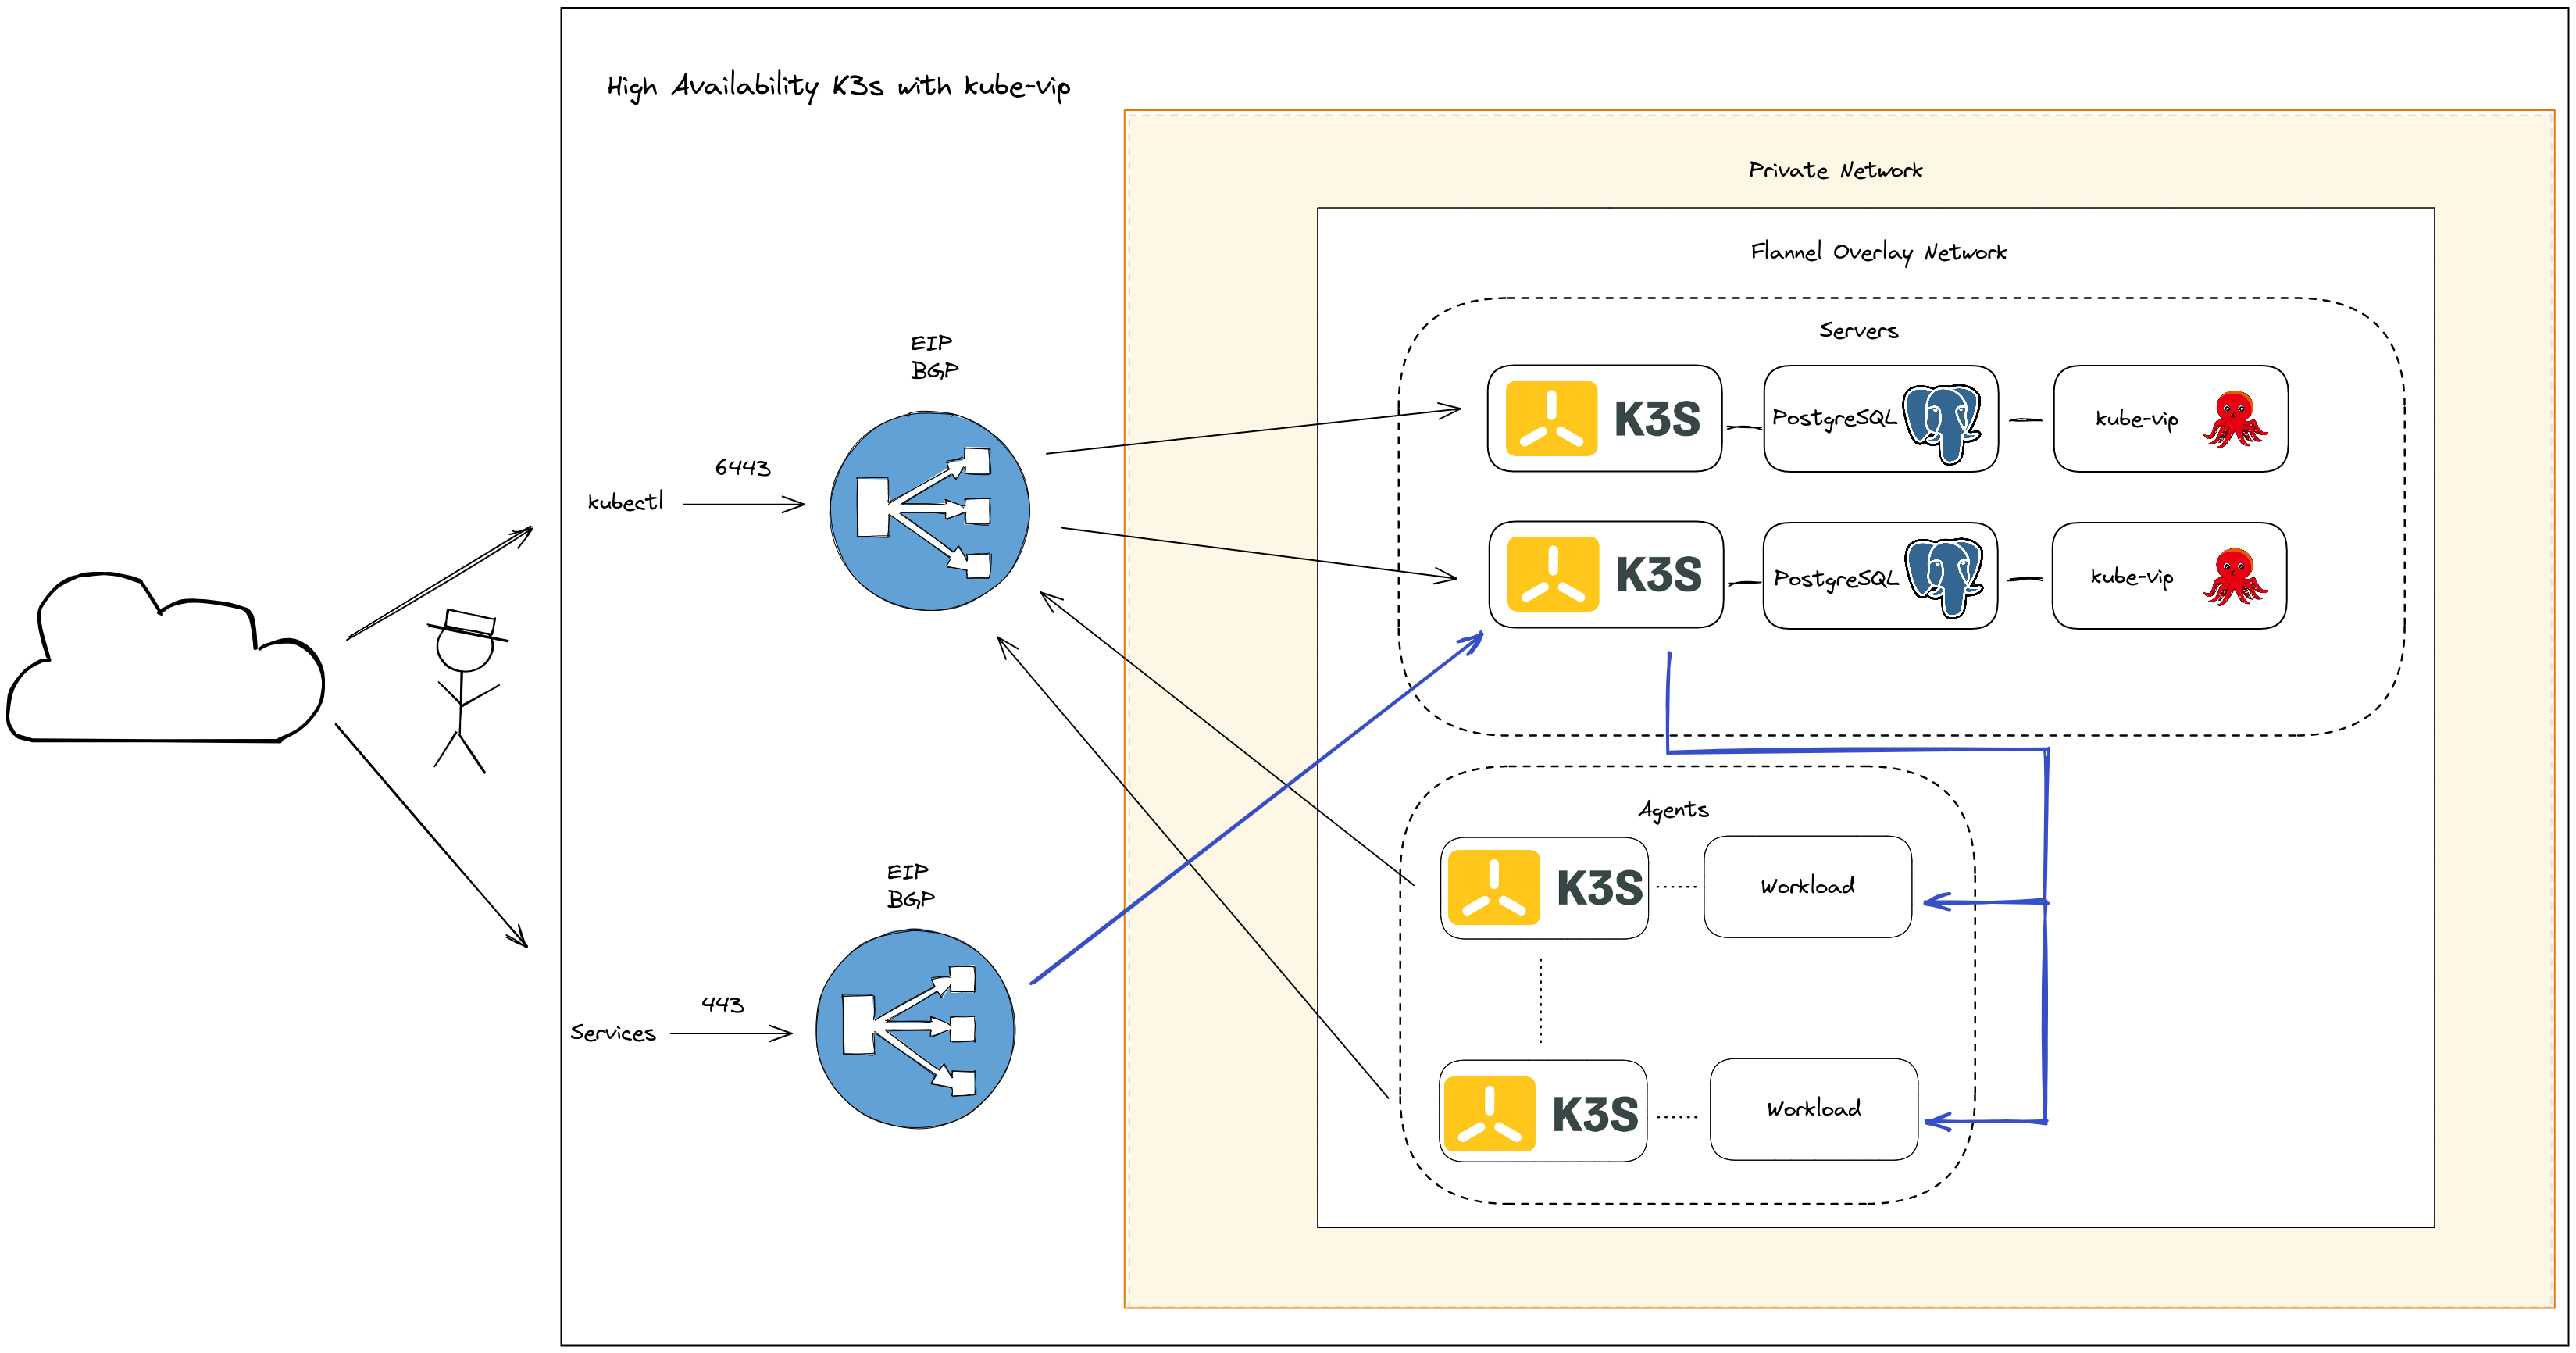 High Availability K3s with kube-vip
Private Network
Flannel Overlay Network
Servers
EIP
BGP
K3S
PostgreSQL
kube-vip
kubectl
6443
K3S
PostgreSQL
kube-vip
Agents
EIP
BGP
K3S
Workload
Services
443
K3S
Workload